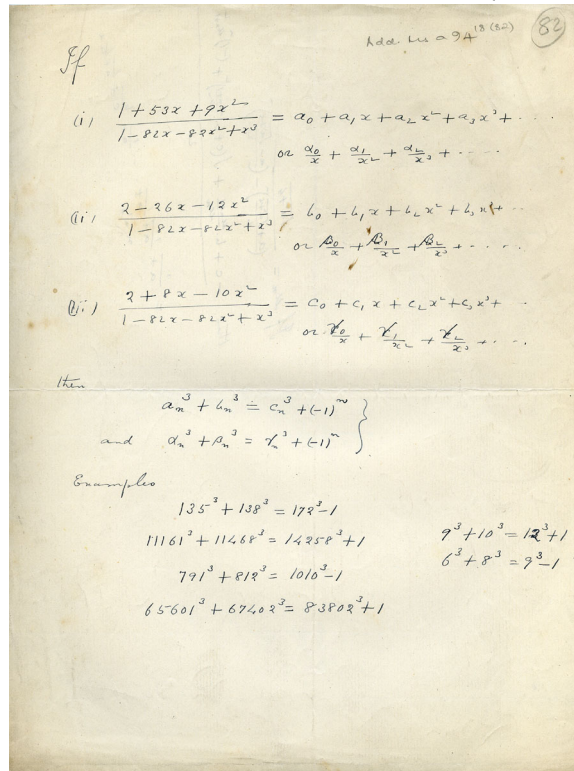 Add. Ms a 94 18 (82) 82
If
(i) (1 + 53x + 9x²)/(1 - 82x - 82x² + x³) = a₀ + a₁x + a₂x² + a₃x³ + ....
or α₀/x + α₁/x² + α₂/x³ + ....
(ii) (2 - 26x - 12x²)/(1 - 82x - 82x² + x³) = b₀ + b₁x + b₂x² + b₃x³ + ...
or β₀/x + β₁/x² + β₂/x³ + ....
(iii) (2 + 8x - 10x²)/(1 - 82x - 82x² + x³) = c₀ + c₁x + c₂x² + c₃x³ + ..
or γ₀/x + γ₁/x² + γ₂/x³ + ....
then
aₙ³ + bₙ³ = cₙ³ + (-1)ⁿ }
and αₙ³ + βₙ³ = γₙ³ + (-1)ⁿ
Examples
135³ + 138³ = 172³ - 1
11161³ + 11468³ = 14258³ + 1
791³ + 812³ = 1010³ - 1
65601³ + 67402³ = 83802³ + 1
9³ + 10³ = 12³ + 1
6³ + 8³ = 9³ - 1